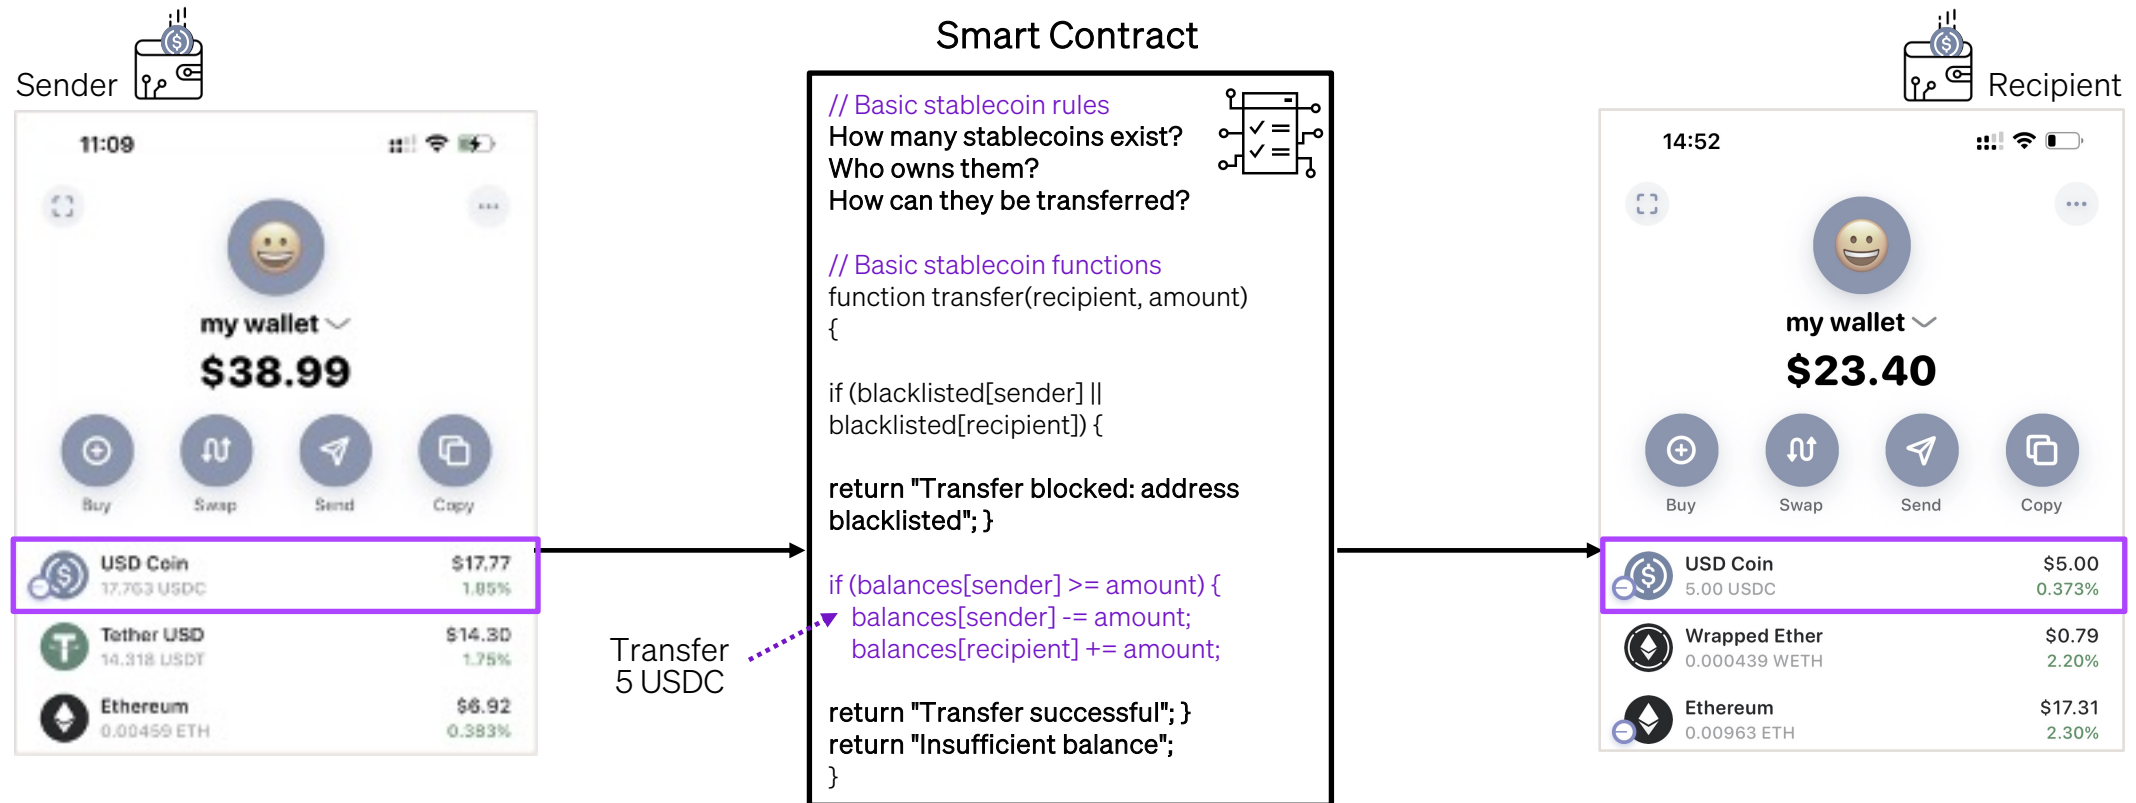 Smart Contract
Sender
11:09
my wallet
$38.99
Buy
Swap
Send
Copy
USD Coin
$17.77
17.763 USDC
1.85%
Tether USD
$14.30
14.318 USDT
1.75%
Ethereum
$6.92
0.00459 ETH
0.383%
// Basic stablecoin rules
How many stablecoins exist?
Who owns them?
How can they be transferred?
// Basic stablecoin functions
function transfer(recipient, amount)
{
if (blacklisted[sender] ||
blacklisted[recipient]) {
return "Transfer blocked: address
blacklisted"; }
if (balances[sender] >= amount) {
balances[sender] -= amount;
balances[recipient] += amount;
return "Transfer successful"; }
return "Insufficient balance";
}
Transfer
5 USDC
Recipient
14:52
my wallet
$23.40
Buy
Swap
Send
Copy
USD Coin
$5.00
5.00 USDC
0.373%
Wrapped Ether
$0.79
0.000439 WETH
2.20%
Ethereum
$17.31
0.00963 ETH
2.30%